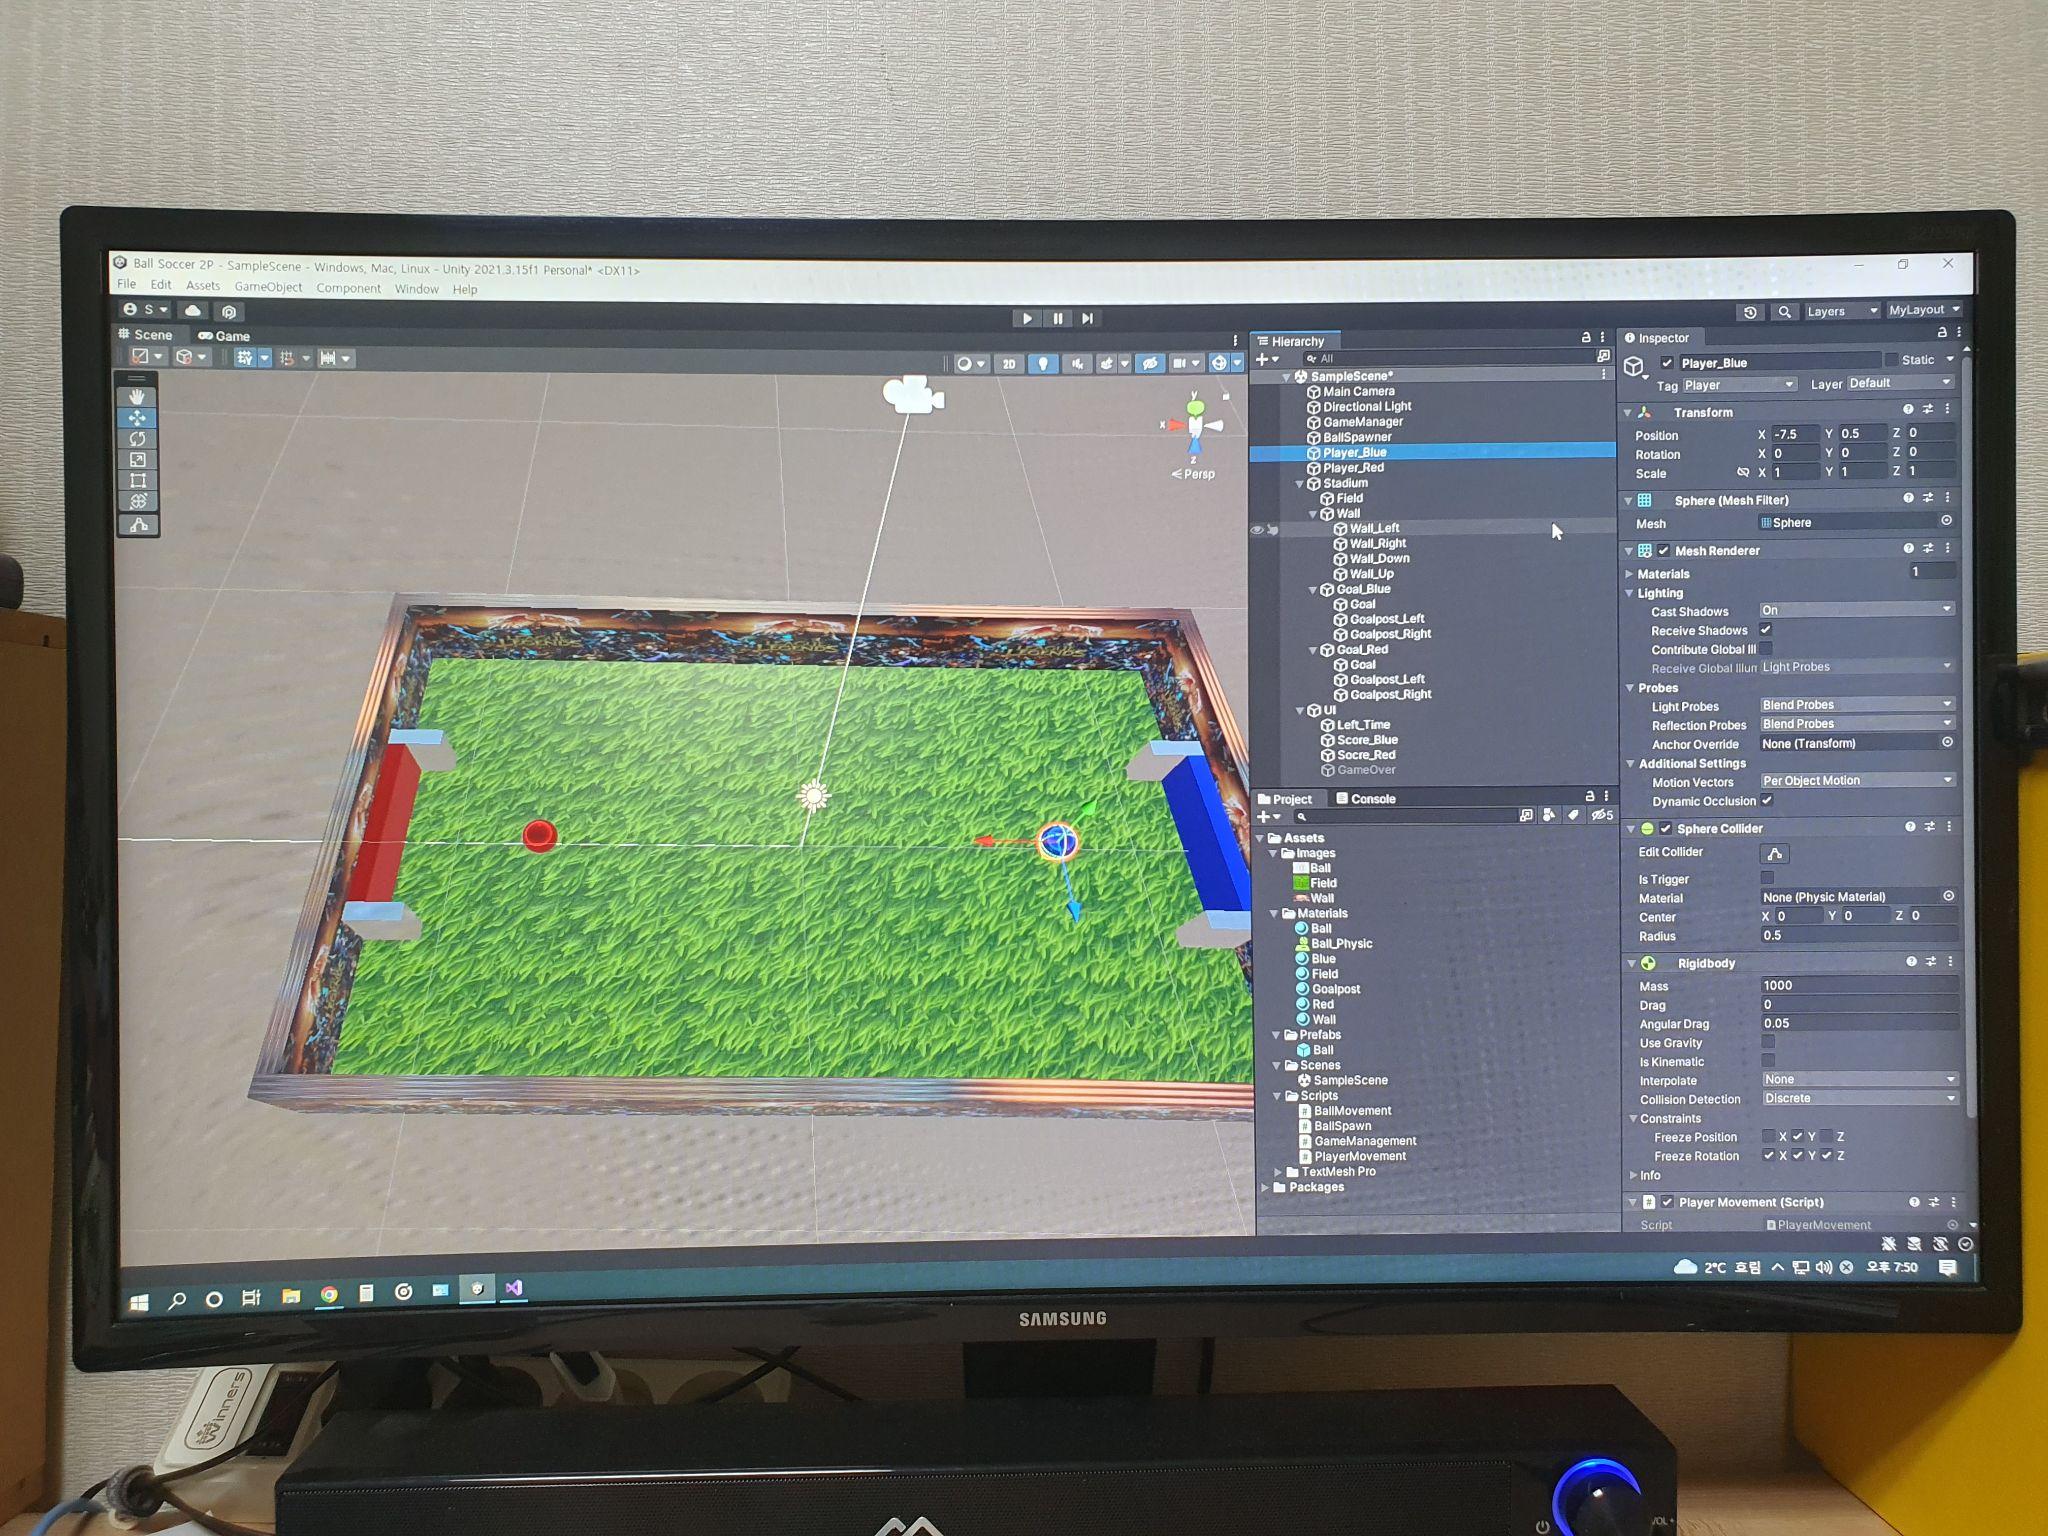 Ball Soccer 2P - SampleScene - Windows, Mac, Linux - Unity 2021.3.15f1 Personal* <DX11>
File Edit Assets GameObject Component Window Help
S
Layers MyLayout
Scene Game
2D
Persp
x
y
z
Hierarchy
All
SampleScene*
Main Camera
Directional Light
GameManager
BallSpawner
Player_Blue
Player_Red
Stadium
Field
Wall
Wall_Left
Wall_Right
Wall_Down
Wall_Up
Goal_Blue
Goal
Goalpost_Left
Goalpost_Right
Goal_Red
Goal
Goalpost_Left
Goalpost_Right
UI
Left_Time
Score_Blue
Socre_Red
GameOver
Project Console
5
Assets
Images
Ball
Field
Wall
Materials
Ball
Ball_Physic
Blue
Field
Goalpost
Red
Wall
Prefabs
Ball
Scenes
SampleScene
Scripts
BallMovement
BallSpawn
GameManagement
PlayerMovement
TextMesh Pro
Packages
Inspector
Player_Blue Static
Tag Player Layer Default
Transform
Position X -7.5 Y 0.5 Z 0
Rotation X 0 Y 0 Z 0
Scale X 1 Y 1 Z 1
Sphere (Mesh Filter)
Mesh Sphere
Mesh Renderer
Materials 1
Lighting
Cast Shadows On
Receive Shadows
Contribute Global Ill
Receive Global Illum Light Probes
Probes
Light Probes Blend Probes
Reflection Probes Blend Probes
Anchor Override None (Transform)
Additional Settings
Motion Vectors Per Object Motion
Dynamic Occlusion
Sphere Collider
Edit Collider
Is Trigger
Material None (Physic Material)
Center X 0 Y 0 Z 0
Radius 0.5
Rigidbody
Mass 1000
Drag 0
Angular Drag 0.05
Use Gravity
Is Kinematic
Interpolate None
Collision Detection Discrete
Constraints
Freeze Position X Y Z
Freeze Rotation X Y Z
Info
Player Movement (Script)
Script PlayerMovement
2°C 흐림 오후 7:50
SAMSUNG
Winners
VOL +